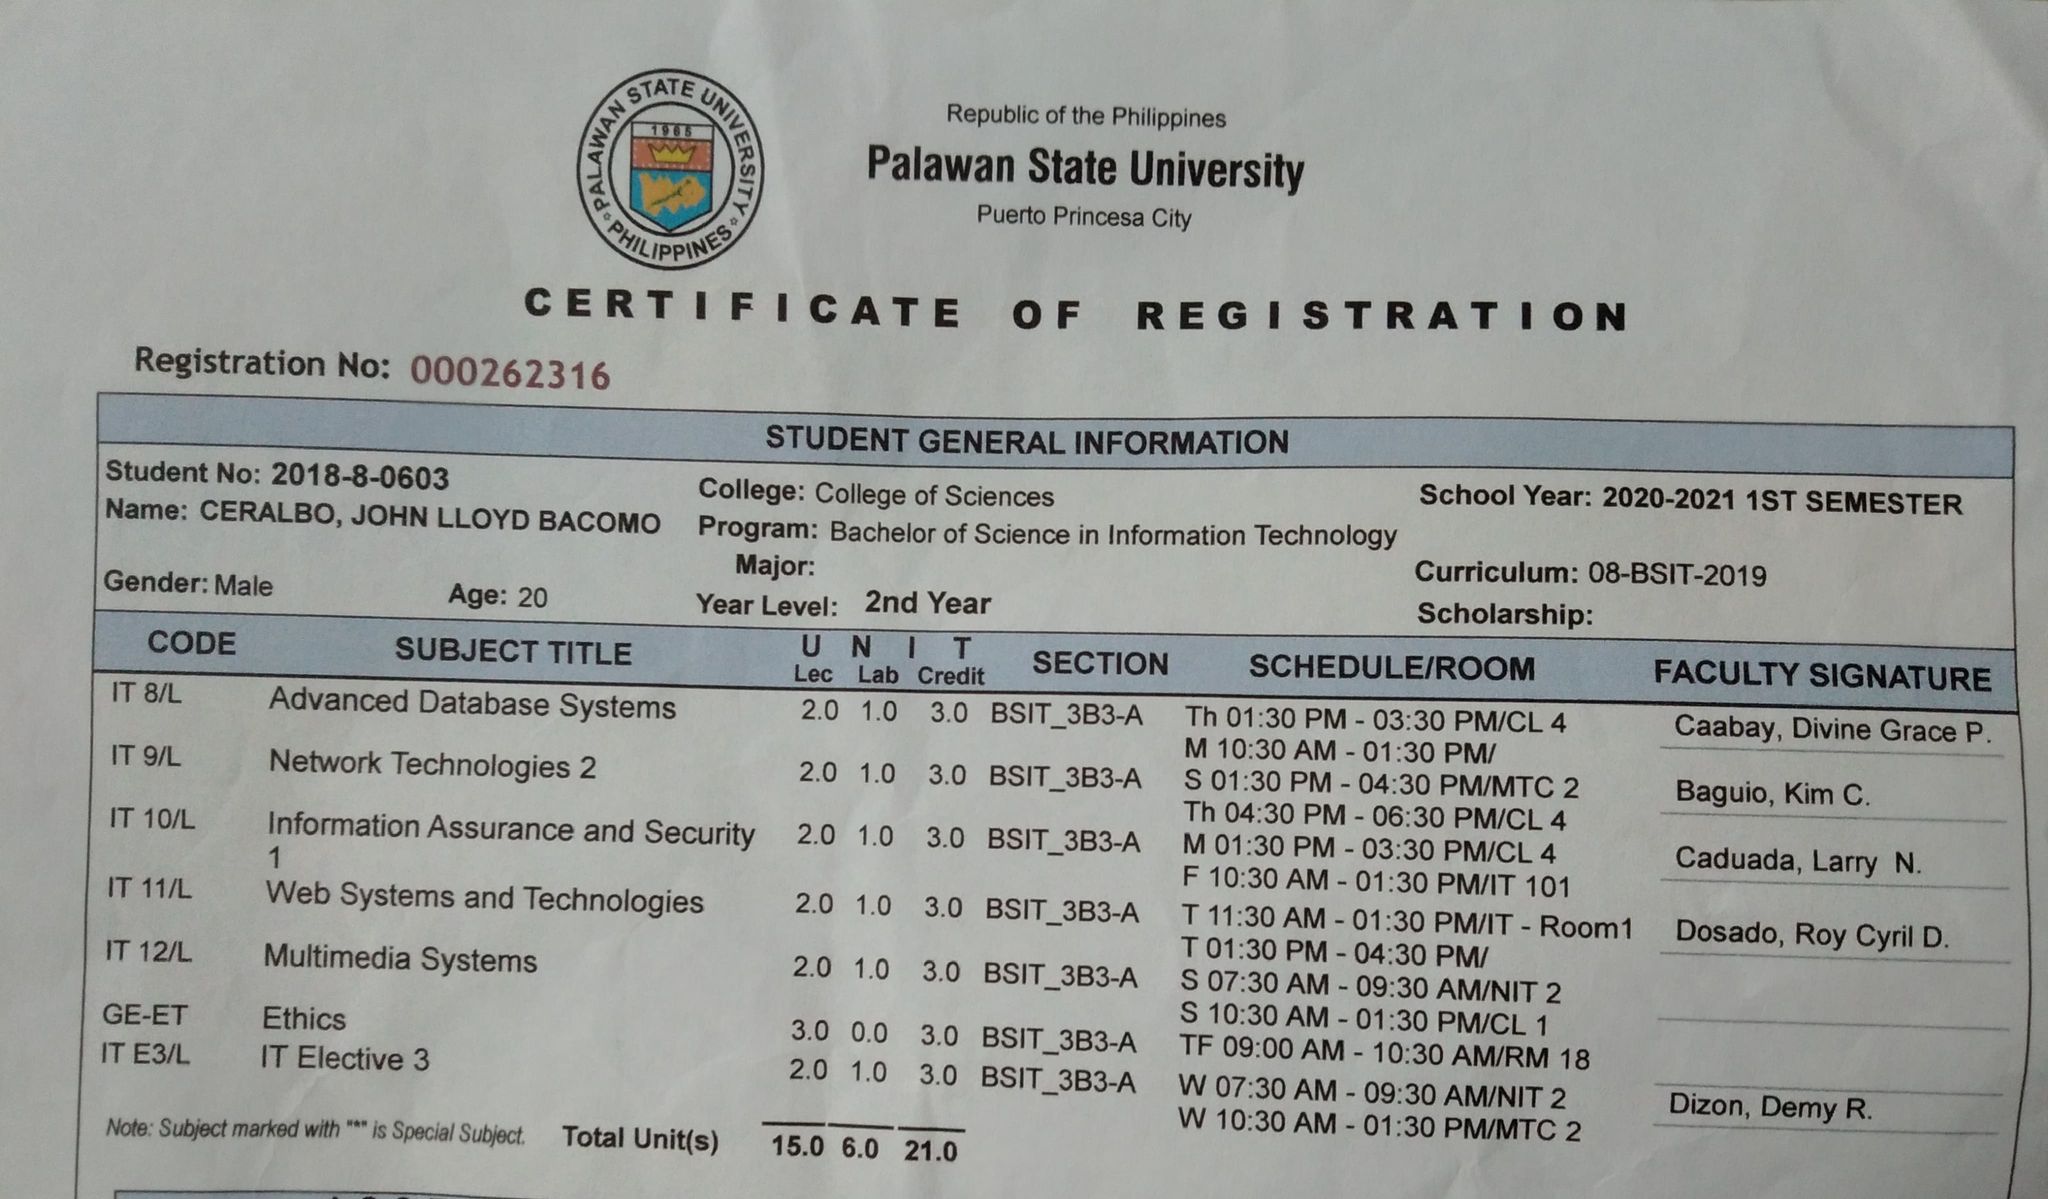 PALAWAN STATE UNIVERSITY
PHILIPPINES
1965
Republic of the Philippines
Palawan State University
Puerto Princesa City
CERTIFICATE OF REGISTRATION
Registration No: 000262316
STUDENT GENERAL INFORMATION
Student No: 2018-8-0603 College: College of Sciences School Year: 2020-2021 1ST SEMESTER
Name: CERALBO, JOHN LLOYD BACOMO Program: Bachelor of Science in Information Technology
Major: Curriculum: 08-BSIT-2019
Gender: Male Age: 20 Year Level: 2nd Year Scholarship:
CODE SUBJECT TITLE UNIT SECTION SCHEDULE/ROOM FACULTY SIGNATURE
Lec Lab Credit
IT 8/L Advanced Database Systems 2.0 1.0 3.0 BSIT_3B3-A Th 01:30 PM - 03:30 PM/CL 4 Caabay, Divine Grace P.
M 10:30 AM - 01:30 PM/
IT 9/L Network Technologies 2 2.0 1.0 3.0 BSIT_3B3-A S 01:30 PM - 04:30 PM/MTC 2 Baguio, Kim C.
Th 04:30 PM - 06:30 PM/CL 4
IT 10/L Information Assurance and Security 2.0 1.0 3.0 BSIT_3B3-A M 01:30 PM - 03:30 PM/CL 4 Caduada, Larry N.
1 F 10:30 AM - 01:30 PM/IT 101
IT 11/L Web Systems and Technologies 2.0 1.0 3.0 BSIT_3B3-A T 11:30 AM - 01:30 PM/IT - Room1 Dosado, Roy Cyril D.
T 01:30 PM - 04:30 PM/
IT 12/L Multimedia Systems 2.0 1.0 3.0 BSIT_3B3-A S 07:30 AM - 09:30 AM/NIT 2
S 10:30 AM - 01:30 PM/CL 1
GE-ET Ethics 3.0 0.0 3.0 BSIT_3B3-A TF 09:00 AM - 10:30 AM/RM 18
IT E3/L IT Elective 3 2.0 1.0 3.0 BSIT_3B3-A W 07:30 AM - 09:30 AM/NIT 2 Dizon, Demy R.
W 10:30 AM - 01:30 PM/MTC 2
Note: Subject marked with "*" is Special Subject. Total Unit(s) 15.0 6.0 21.0